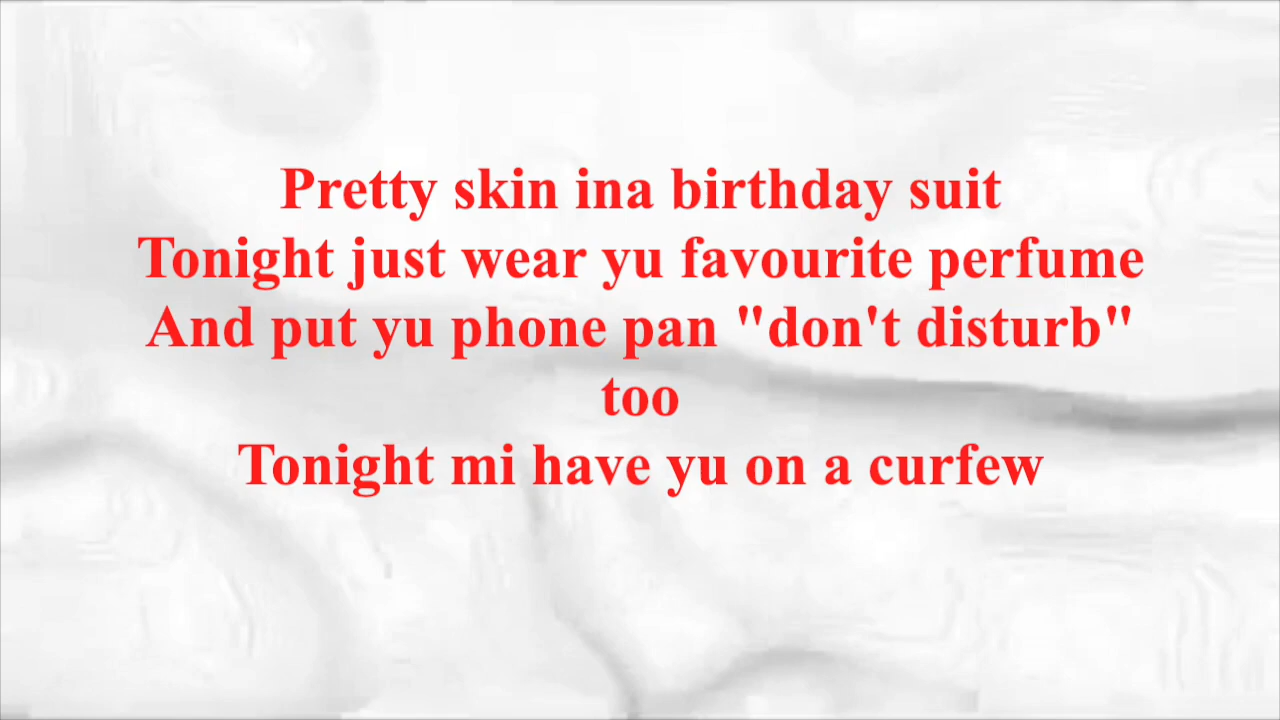 Pretty skin ina birthday suit
Tonight just wear yu favourite perfume
And put yu phone pan "don't disturb"
too
Tonight mi have yu on a curfew